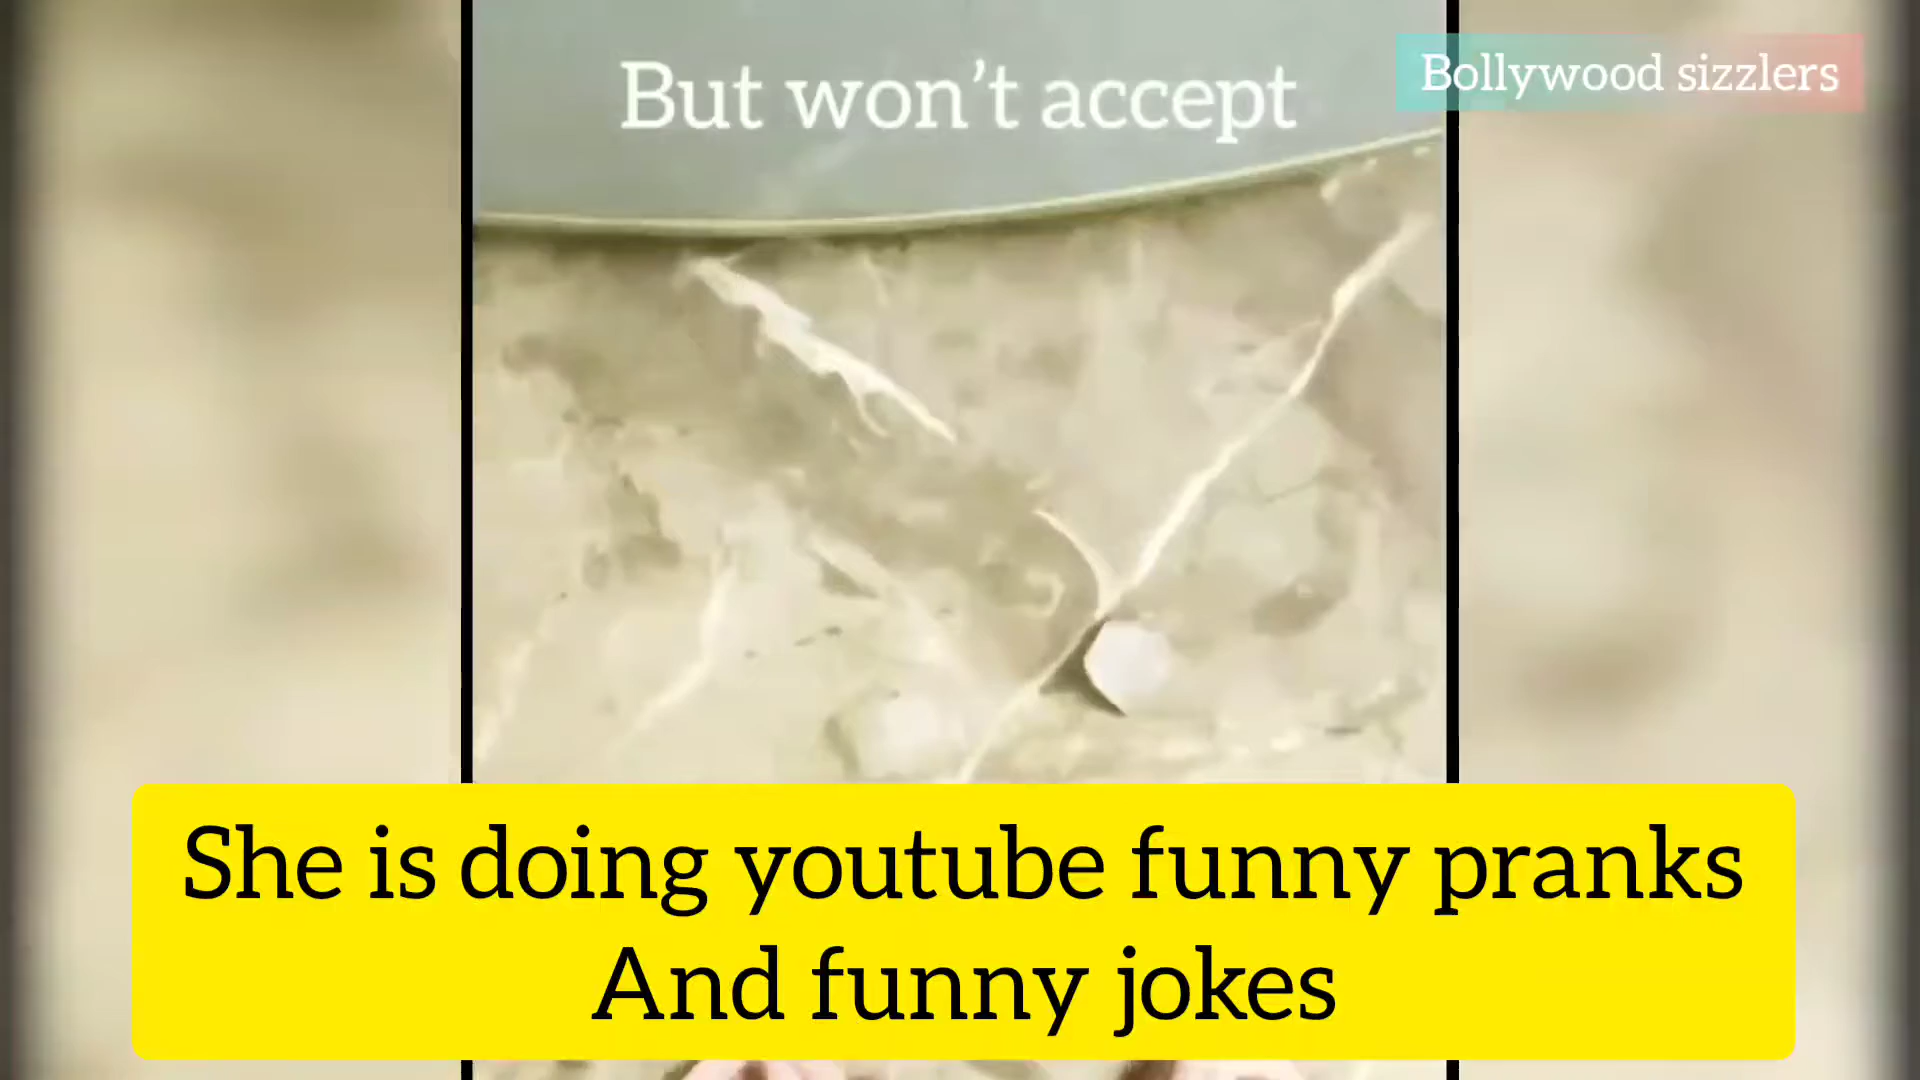 But won't accept
Bollywood sizzlers
She is doing youtube funny pranks
And funny jokes